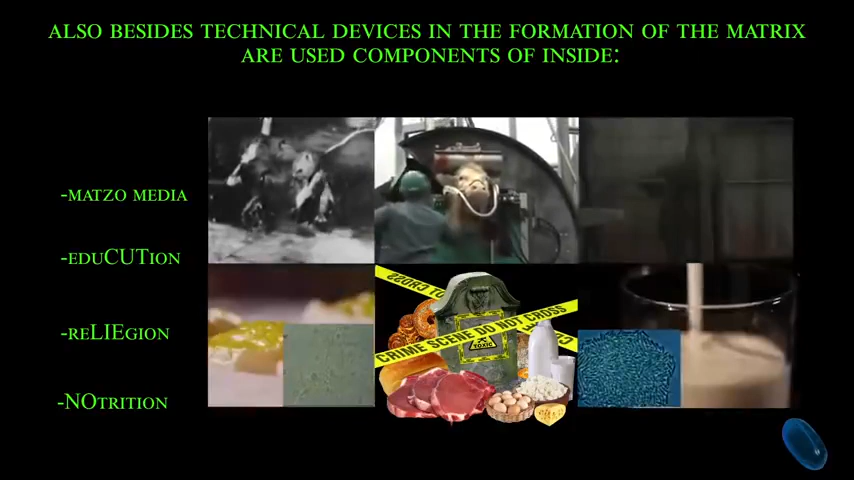 ALSO BESIDES TECHNICAL DEVICES IN THE FORMATION OF THE MATRIX
ARE USED COMPONENTS OF INSIDE:
-MATZO MEDIA
-EDUCUTION
-RELIEGION
-NOTRITION
CROSS
CRIME SCENE DO NOT CROSS
TOXIC